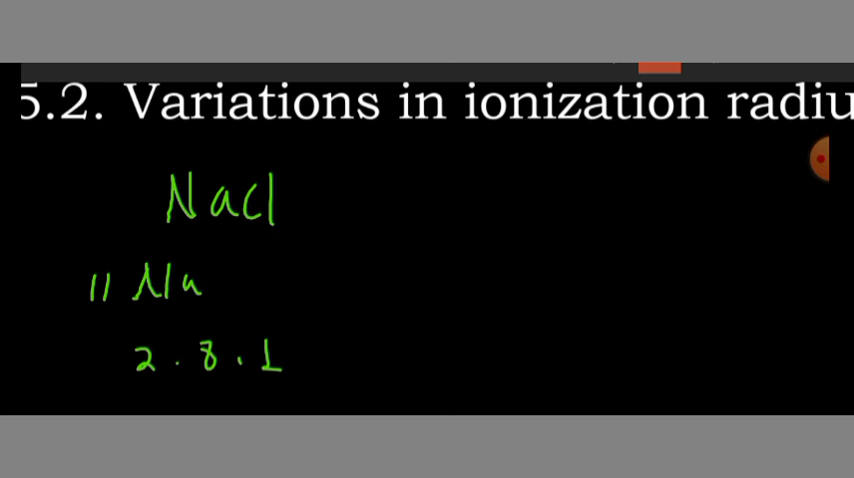 5.2. Variations in ionization radiu
Nacl
11 Na
2.8.1